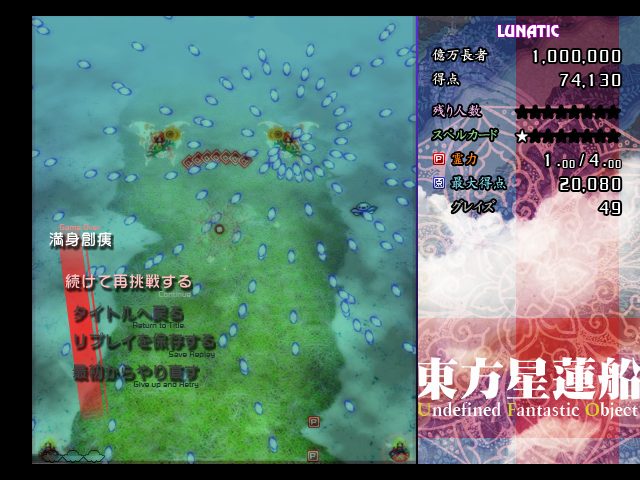 LUNATIC
億万長者 1,000,000
得点 74,130
残り人数
スペルカード
P 霊力 1.00/4.00
最大得点 20,080
グレイズ 49
Game Over
満身創痍
続けて再挑戦する
Continue
タイトルへ戻る
Return to Title
リプレイを保存する
Save Replay
最初からやり直す
Give up and Retry
P
P
東方星蓮船
Undefined Fantastic Object